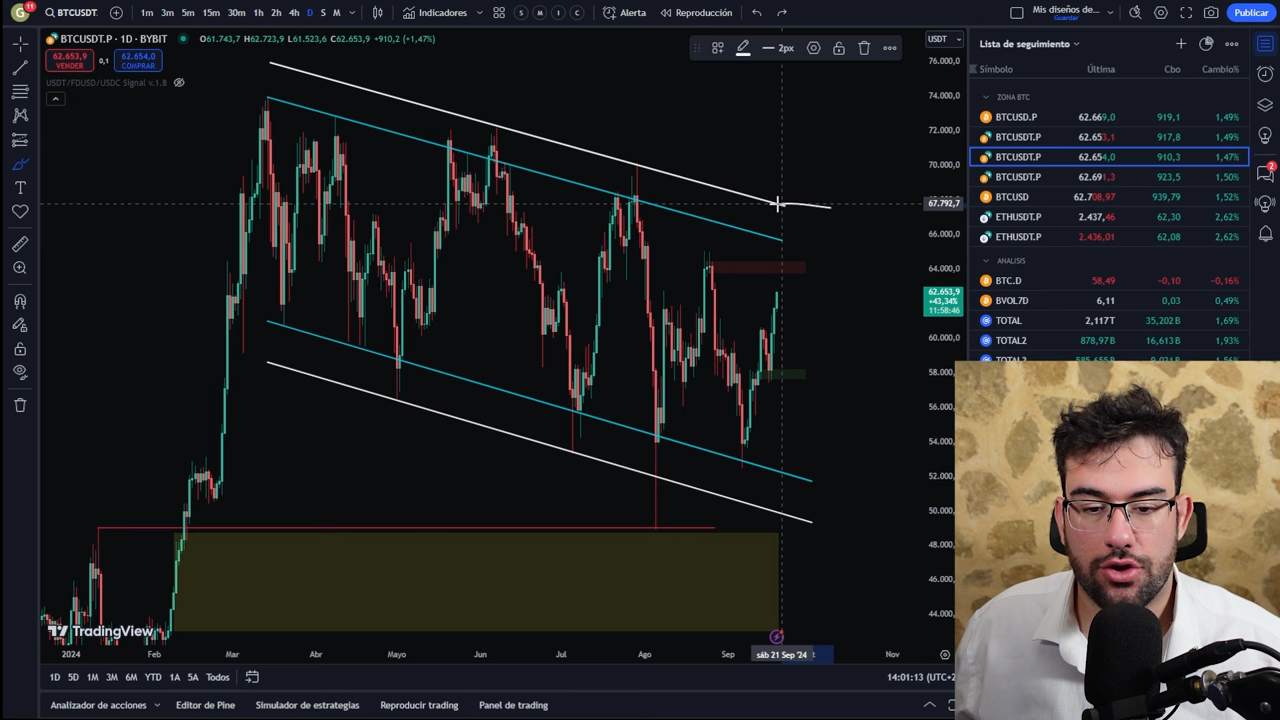 G 11 BTCUSDT. 1m 3m 5m 15m 30m 1h 2h 4h D S M Indicadores S M I C Alerta Reproducción Mis diseños de... Guardar Publicar
BTCUSDT.P · 1D · BYBIT O61.743,7 H62.723,9 L61.523,6 C62.653,9 +910,2 (+1,47%)
62.653,9 VENDER 0,1 62.654,0 COMPRAR
USDT/FDUSD/USDC Signal v.1.8
2px
USDT
76.000,0
74.000,0
72.000,0
70.000,0
67.792,7
66.000,0
64.000,0
62.653,9
+43,34%
11:58:46
60.000,0
58.000,0
56.000,0
54.000,0
52.000,0
50.000,0
48.000,0
46.000,0
44.000,0
Lista de seguimiento
Símbolo Última Cbo Cambio%
ZONA BTC
BTCUSD.P 62.669,0 919,1 1,49%
BTCUSDT.P 62.653,1 917,8 1,49%
BTCUSDT.P 62.654,0 910,3 1,47%
BTCUSDT.P 62.691,3 923,5 1,50%
BTCUSD 62.708,97 939,79 1,52%
ETHUSDT.P 2.437,46 62,30 2,62%
ETHUSDT.P 2.436,01 62,08 2,62%
ANALISIS
BTC.D 58,49 −0,10 −0,16%
BVOL7D 6,11 0,03 0,49%
TOTAL 2,117 T 35,202 B 1,69%
TOTAL2 878,97 B 16,613 B 1,93%
2
TradingView
2024 Feb Mar Abr Mayo Jun Jul Ago Sep sáb 21 Sep '24 Nov
1D 5D 1M 3M 6M YTD 1A 5A Todos 14:01:13 (UTC+2
Analizador de acciones Editor de Pine Simulador de estrategias Reproducir trading Panel de trading